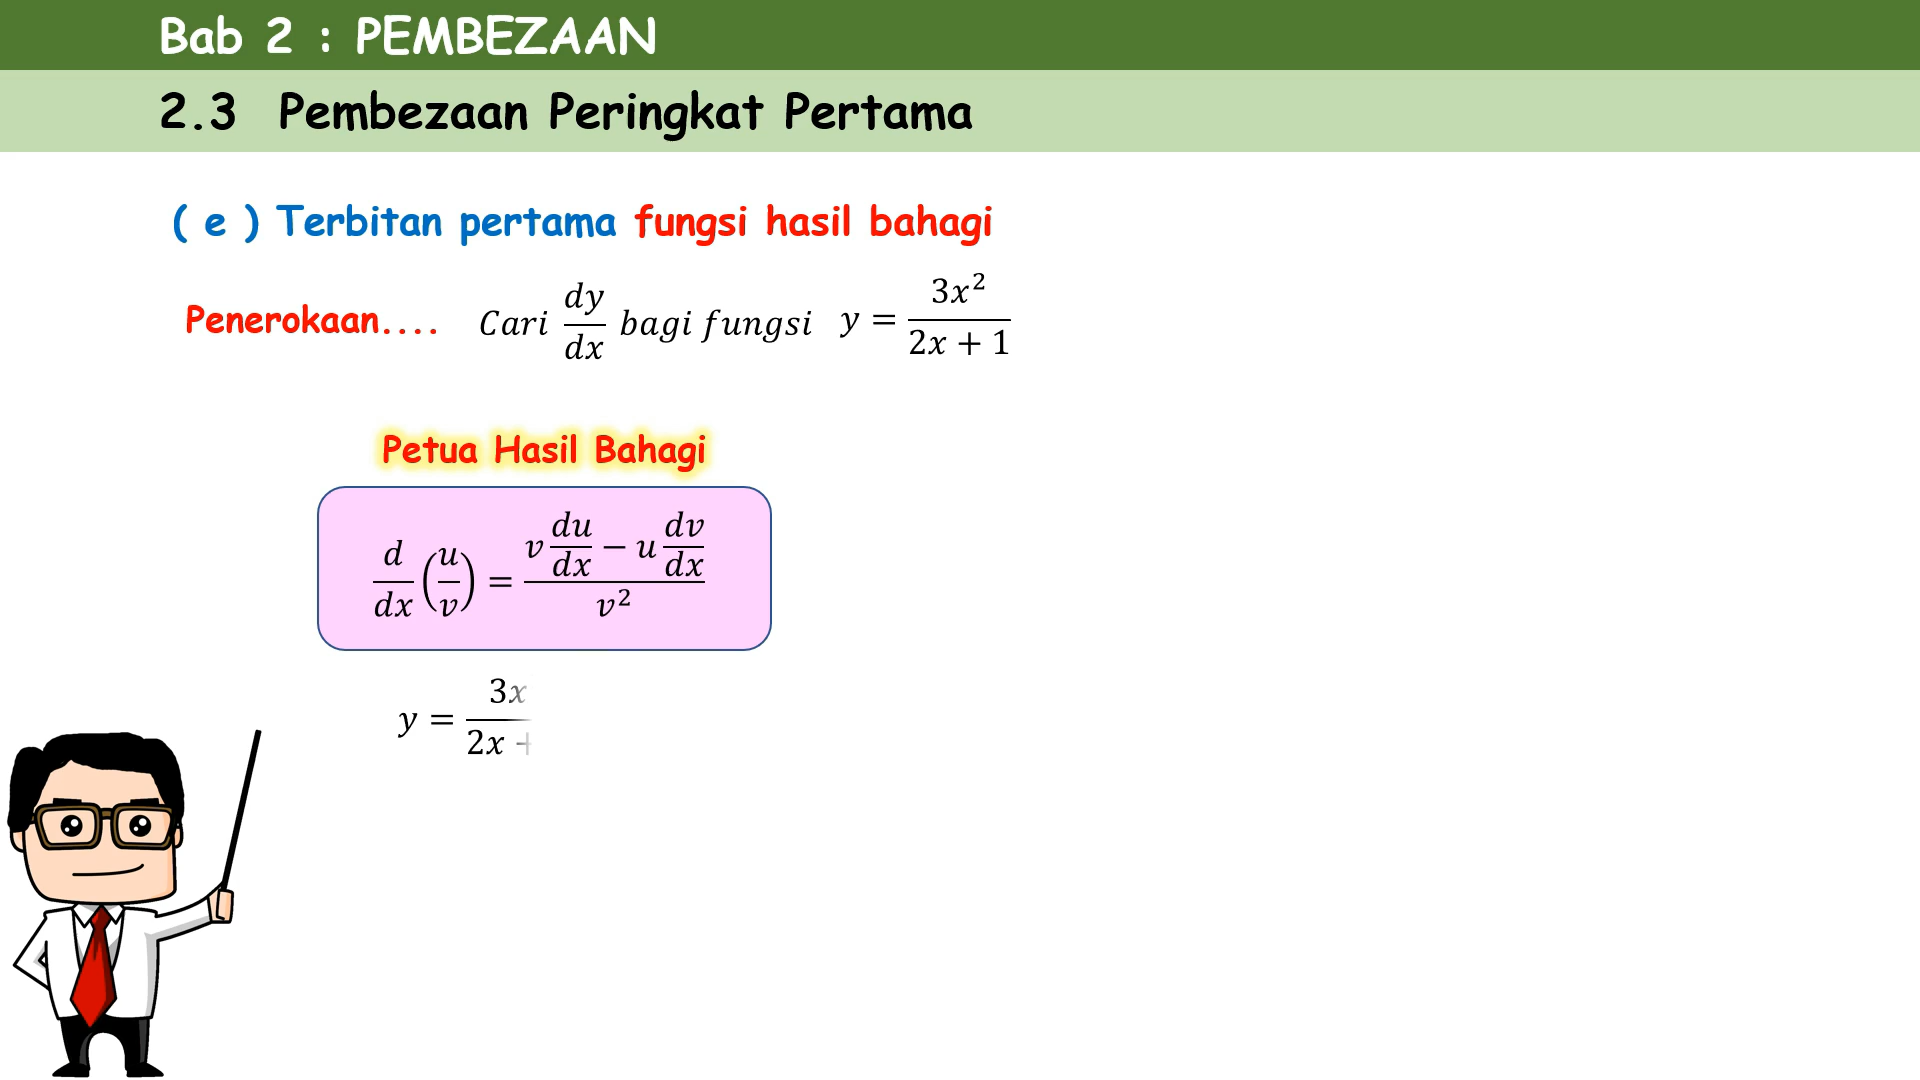 Bab 2 : PEMBEZAAN
2.3 Pembezaan Peringkat Pertama
( e ) Terbitan pertama fungsi hasil bahagi
Penerokaan.... Cari dy/dx bagi fungsi y = 3x²/(2x + 1)
Petua Hasil Bahagi
d/dx (u/v) = (v du/dx − u dv/dx)/v²
y = 3x/2x +